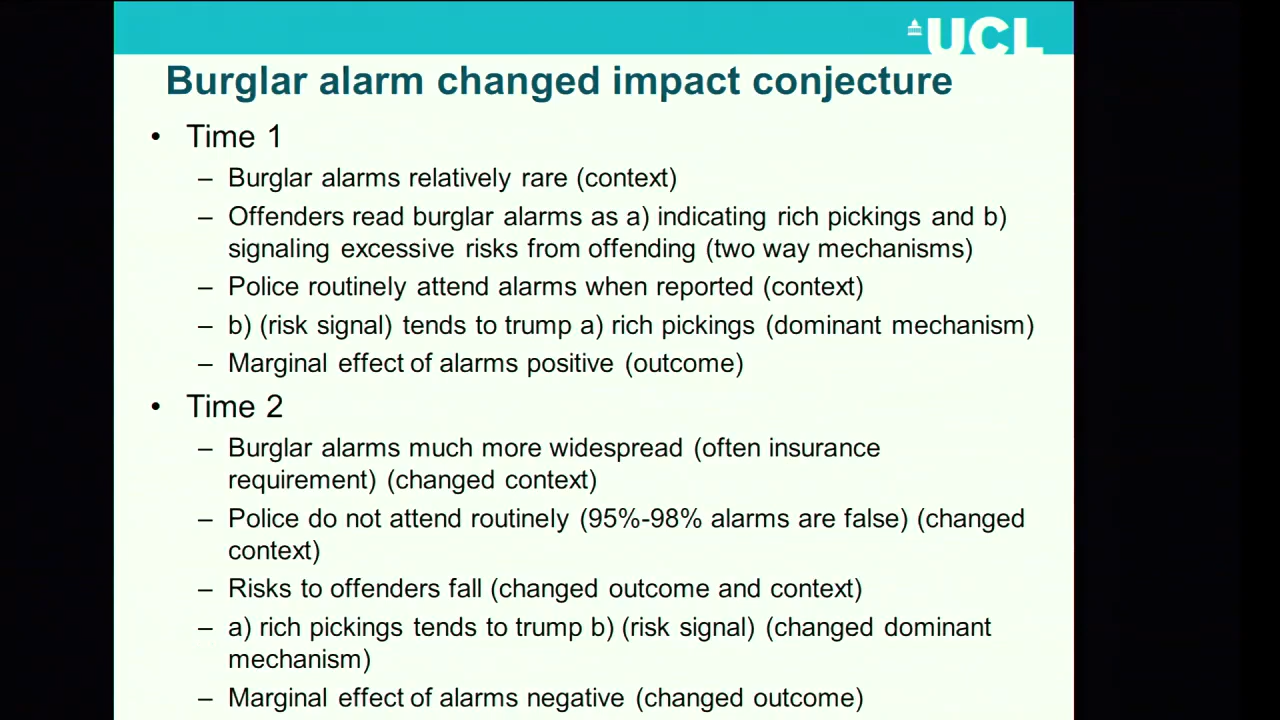 UCL
Burglar alarm changed impact conjecture
• Time 1
– Burglar alarms relatively rare (context)
– Offenders read burglar alarms as a) indicating rich pickings and b)
signaling excessive risks from offending (two way mechanisms)
– Police routinely attend alarms when reported (context)
– b) (risk signal) tends to trump a) rich pickings (dominant mechanism)
– Marginal effect of alarms positive (outcome)
• Time 2
– Burglar alarms much more widespread (often insurance
requirement) (changed context)
– Police do not attend routinely (95%-98% alarms are false) (changed
context)
– Risks to offenders fall (changed outcome and context)
– a) rich pickings tends to trump b) (risk signal) (changed dominant
mechanism)
– Marginal effect of alarms negative (changed outcome)